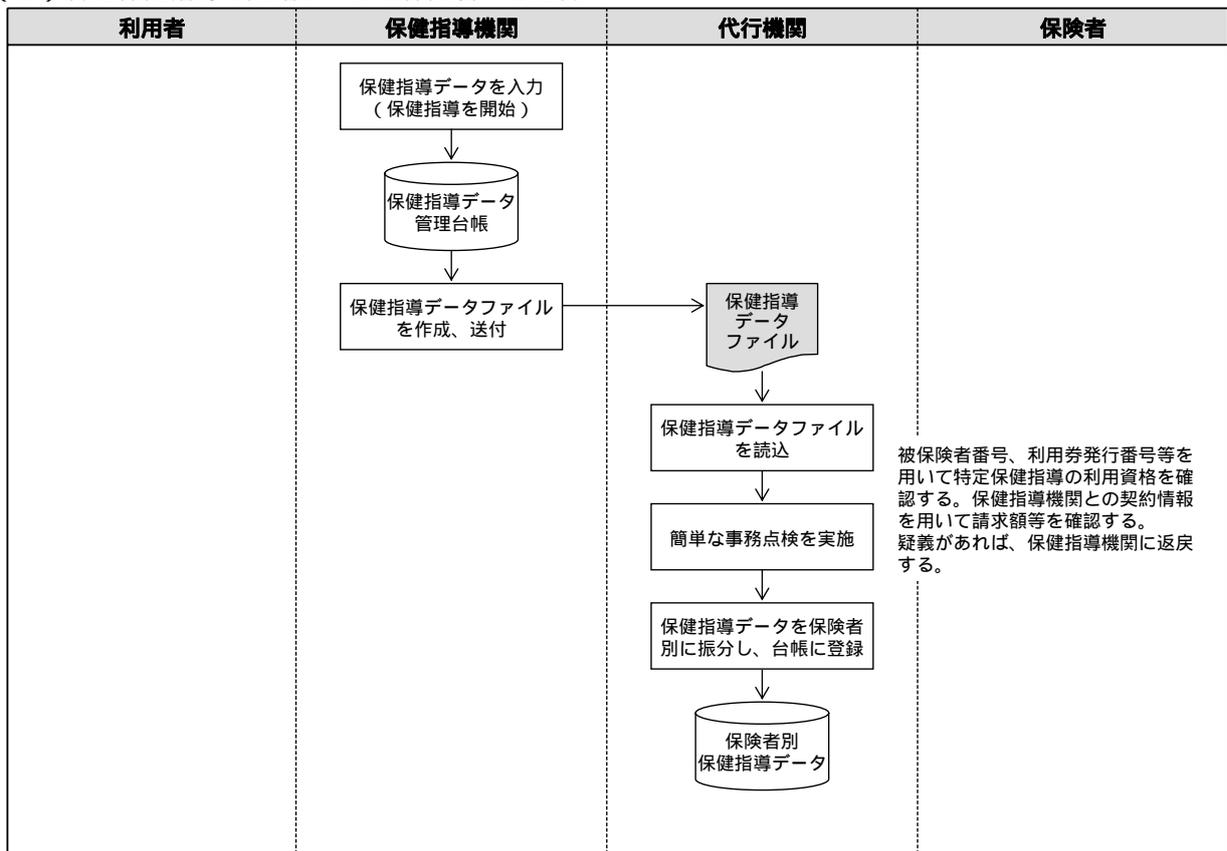 利用者
保健指導機関
代行機関
保険者
保健指導データを入力
(保健指導を開始)
保健指導データ
管理台帳
保健指導データファイル
を作成、送付
保健指導
データ
ファイル
保健指導データファイル
を読込
簡単な事務点検を実施
被保険者番号、利用券発行番号等を
用いて特定保健指導の利用資格を確
認する。保健指導機関との契約情報
を用いて請求額等を確認する。
疑義があれば、保健指導機関に返戻
する。
保健指導データを保険者
別に振分し、台帳に登録
保険者別
保健指導データ